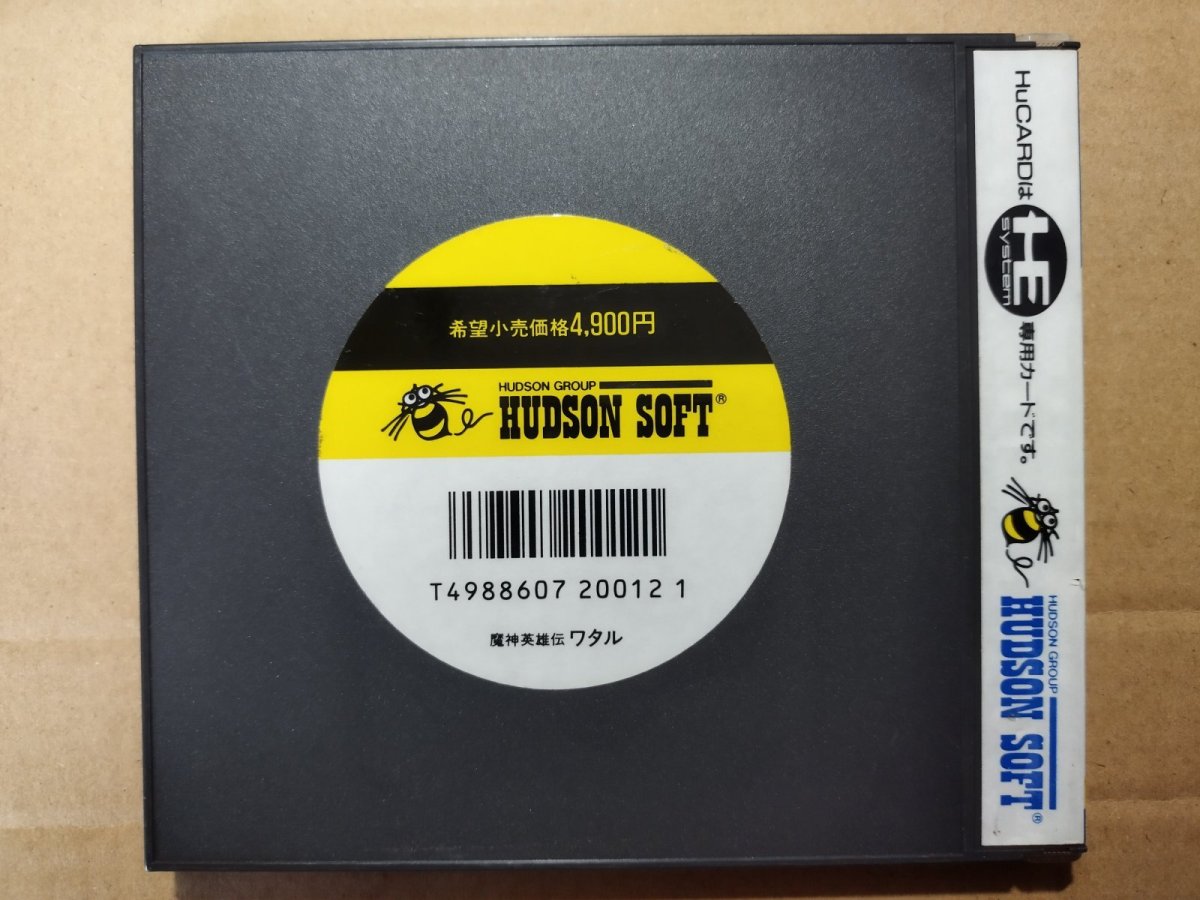 希望小売価格4,900円
HUDSON GROUP
HUDSON SOFT®
T4988607 20012 1
魔神英雄伝 ワタル
HuCARDは HE system 専用カードです。
HUDSON GROUP
HUDSON SOFT®